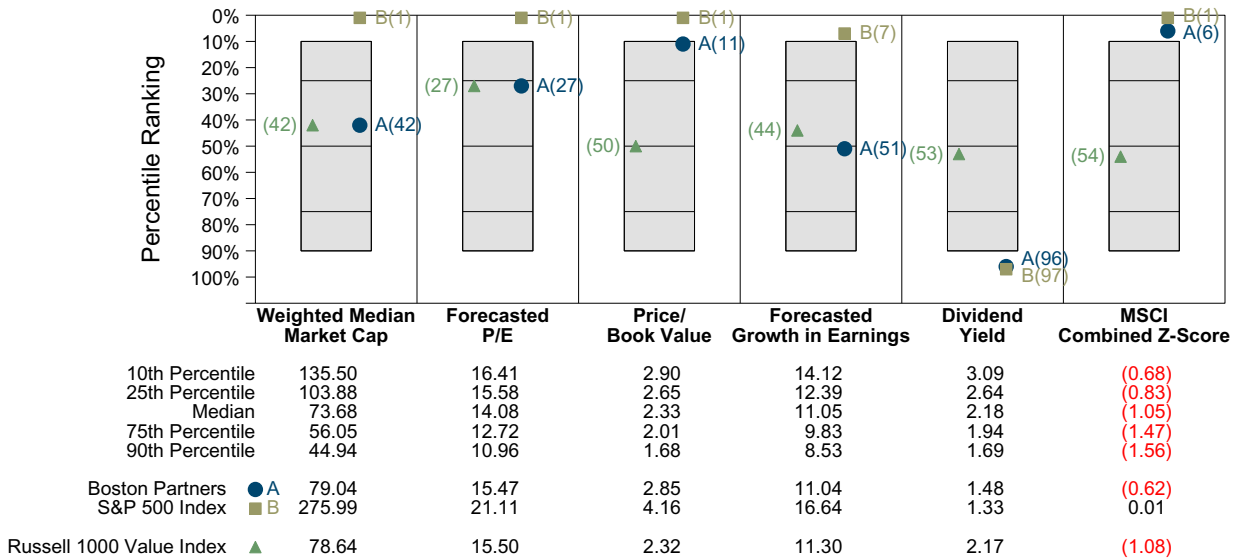 Percentile Ranking
0%
10%
20%
30%
40%
50%
60%
70%
80%
90%
100%
B(1) B(1) B(1) B(7) B(1)
A(42) A(27) A(11) A(51) A(96) A(6)
B(97)
(42) (27) (50) (44) (53) (54)
Weighted Median Forecasted Price/ Forecasted Dividend MSCI
Market Cap P/E Book Value Growth in Earnings Yield Combined Z-Score
10th Percentile 135.50 16.41 2.90 14.12 3.09 (0.68)
25th Percentile 103.88 15.58 2.65 12.39 2.64 (0.83)
Median 73.68 14.08 2.33 11.05 2.18 (1.05)
75th Percentile 56.05 12.72 2.01 9.83 1.94 (1.47)
90th Percentile 44.94 10.96 1.68 8.53 1.69 (1.56)
Boston Partners A 79.04 15.47 2.85 11.04 1.48 (0.62)
S&P 500 Index B 275.99 21.11 4.16 16.64 1.33 0.01
Russell 1000 Value Index 78.64 15.50 2.32 11.30 2.17 (1.08)